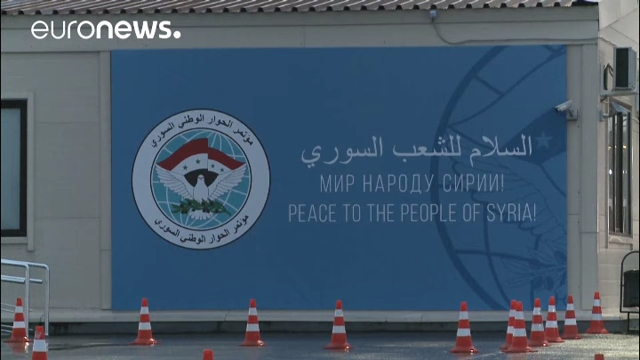 euronews.
مؤتمر الحوار الوطني السوري
مؤتمر الحوار الوطني السوري
السلام للشعب السوري
МИР НАРОДУ СИРИИ!
PEACE TO THE PEOPLE OF SYRIA!